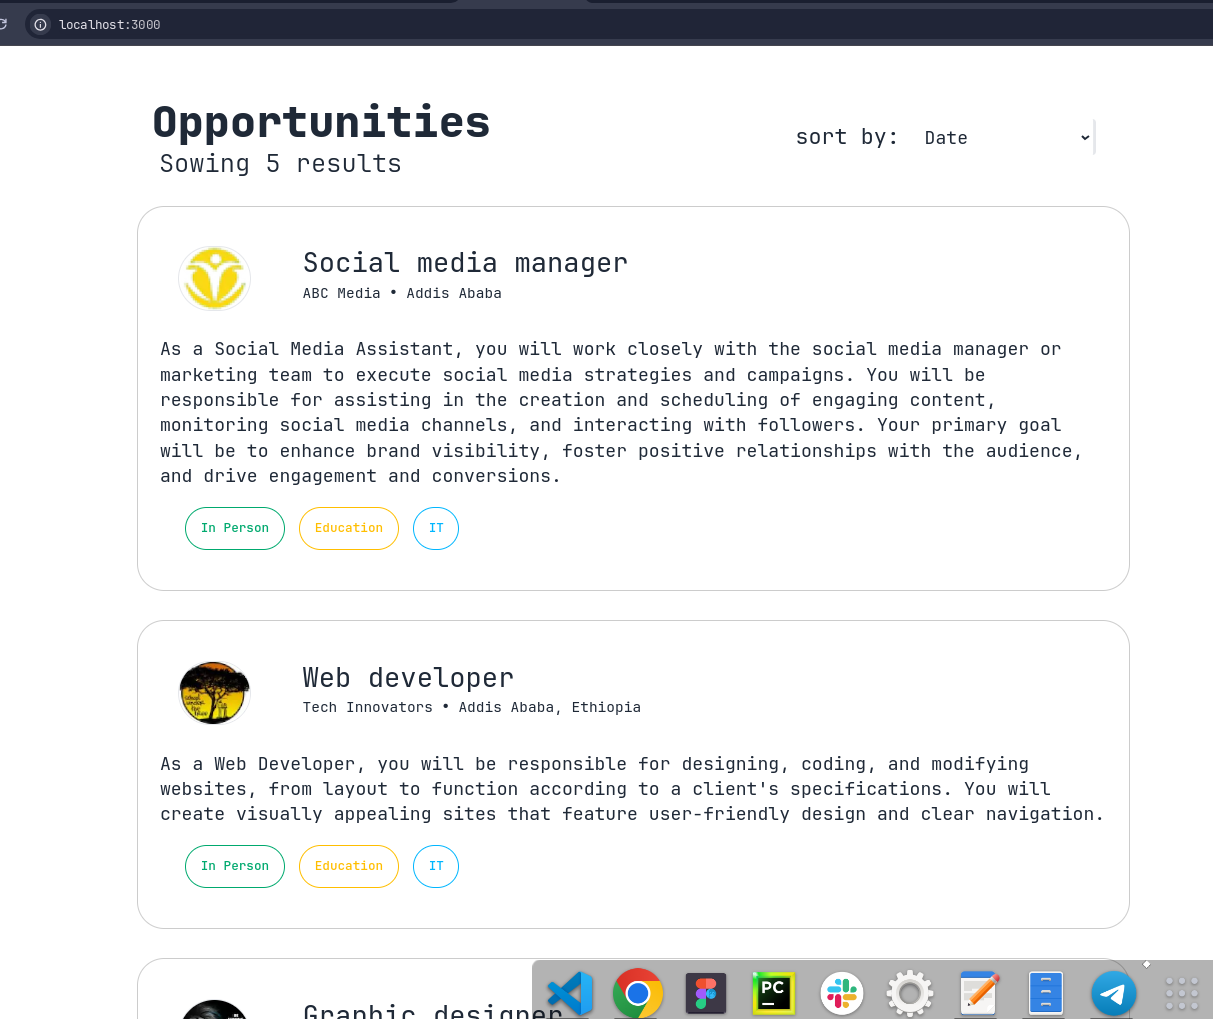 localhost:3000
Opportunities
Sowing 5 results
sort by: Date
Social media manager
ABC Media • Addis Ababa
As a Social Media Assistant, you will work closely with the social media manager or
marketing team to execute social media strategies and campaigns. You will be
responsible for assisting in the creation and scheduling of engaging content,
monitoring social media channels, and interacting with followers. Your primary goal
will be to enhance brand visibility, foster positive relationships with the audience,
and drive engagement and conversions.
In Person Education IT
Web developer
Tech Innovators • Addis Ababa, Ethiopia
As a Web Developer, you will be responsible for designing, coding, and modifying
websites, from layout to function according to a client's specifications. You will
create visually appealing sites that feature user-friendly design and clear navigation.
In Person Education IT
Graphic designer
PC